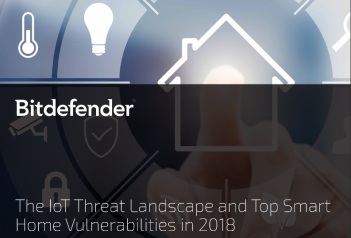 Bitdefender
The IoT Threat Landscape and Top Smart
Home Vulnerabilities in 2018